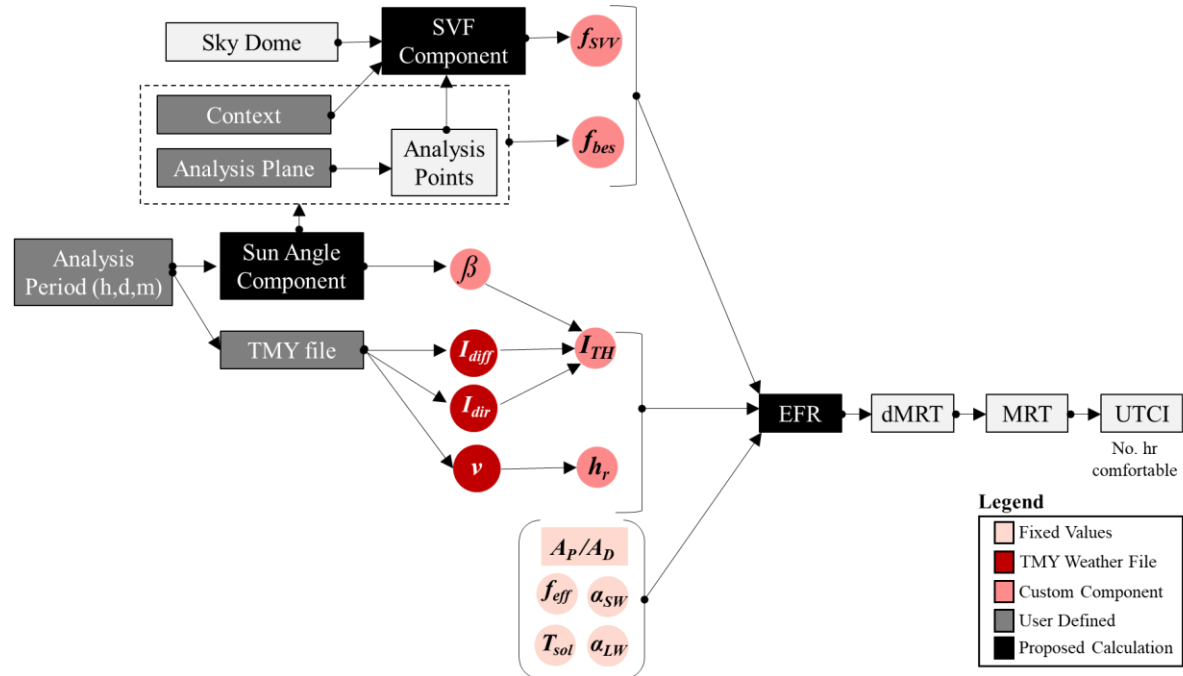 Sky Dome
SVF
Component
f_SVV
Context
Analysis Plane
Analysis
Points
f_bes
Analysis
Period (h,d,m)
Sun Angle
Component
β
TMY file
I_diff
I_TH
I_dir
v
h_r
EFR
dMRT
MRT
UTCI
No. hr
comfortable
A_P/A_D
f_eff
α_SW
T_sol
α_LW
Legend
Fixed Values
TMY Weather File
Custom Component
User Defined
Proposed Calculation